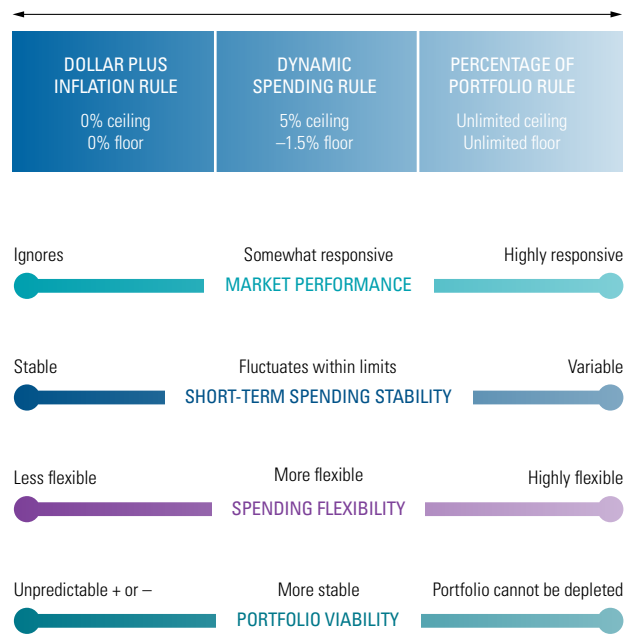 DOLLAR PLUS
INFLATION RULE
0% ceiling
0% floor
DYNAMIC
SPENDING RULE
5% ceiling
–1.5% floor
PERCENTAGE OF
PORTFOLIO RULE
Unlimited ceiling
Unlimited floor
Ignores
Somewhat responsive
Highly responsive
MARKET PERFORMANCE
Stable
Fluctuates within limits
Variable
SHORT-TERM SPENDING STABILITY
Less flexible
More flexible
Highly flexible
SPENDING FLEXIBILITY
Unpredictable + or –
More stable
Portfolio cannot be depleted
PORTFOLIO VIABILITY